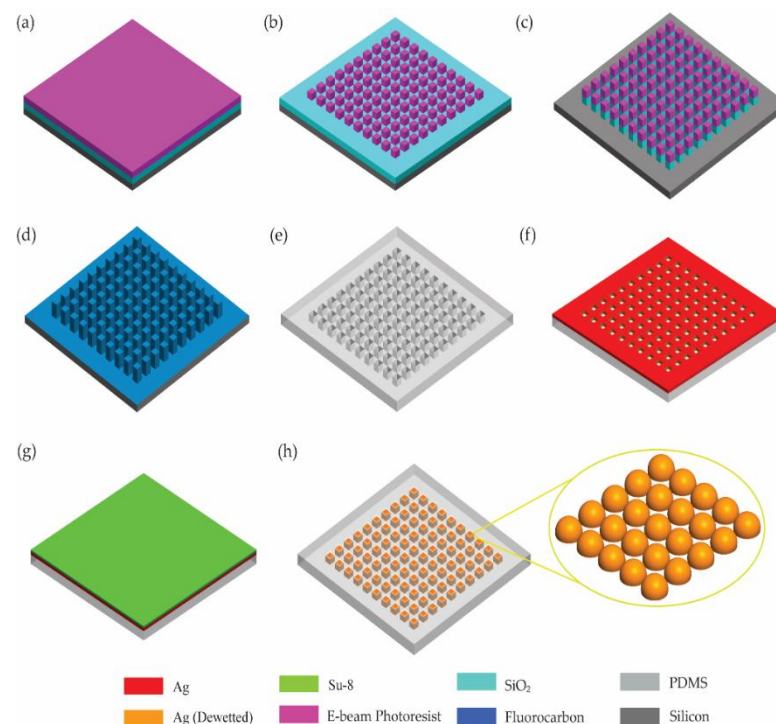 (a)
(b)
(c)
(d)
(e)
(f)
(g)
(h)
Ag
Su-8
SiO₂
PDMS
Ag (Dewetted)
E-beam Photoresist
Fluorocarbon
Silicon